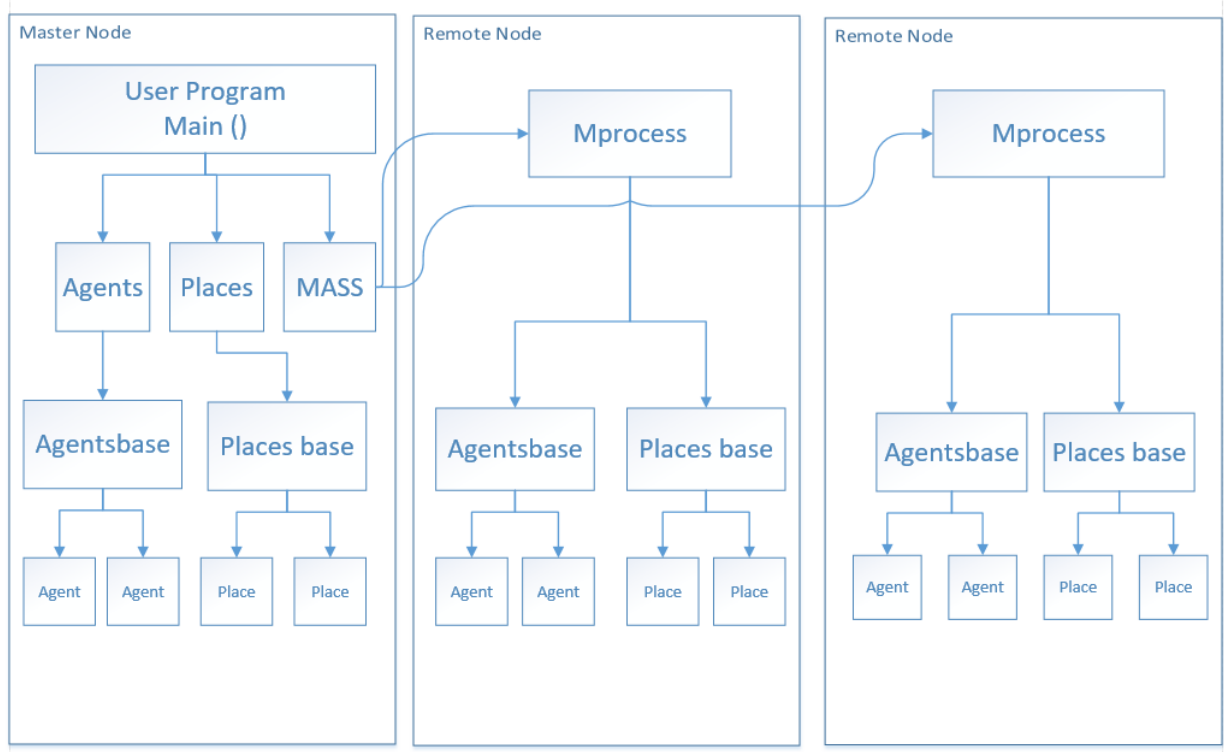 Master Node
User Program
Main ()
Agents
Places
MASS
Agentsbase
Places base
Agent
Agent
Place
Place
Remote Node
Mprocess
Agentsbase
Places base
Agent
Agent
Place
Place
Remote Node
Mprocess
Agentsbase
Places base
Agent
Agent
Place
Place